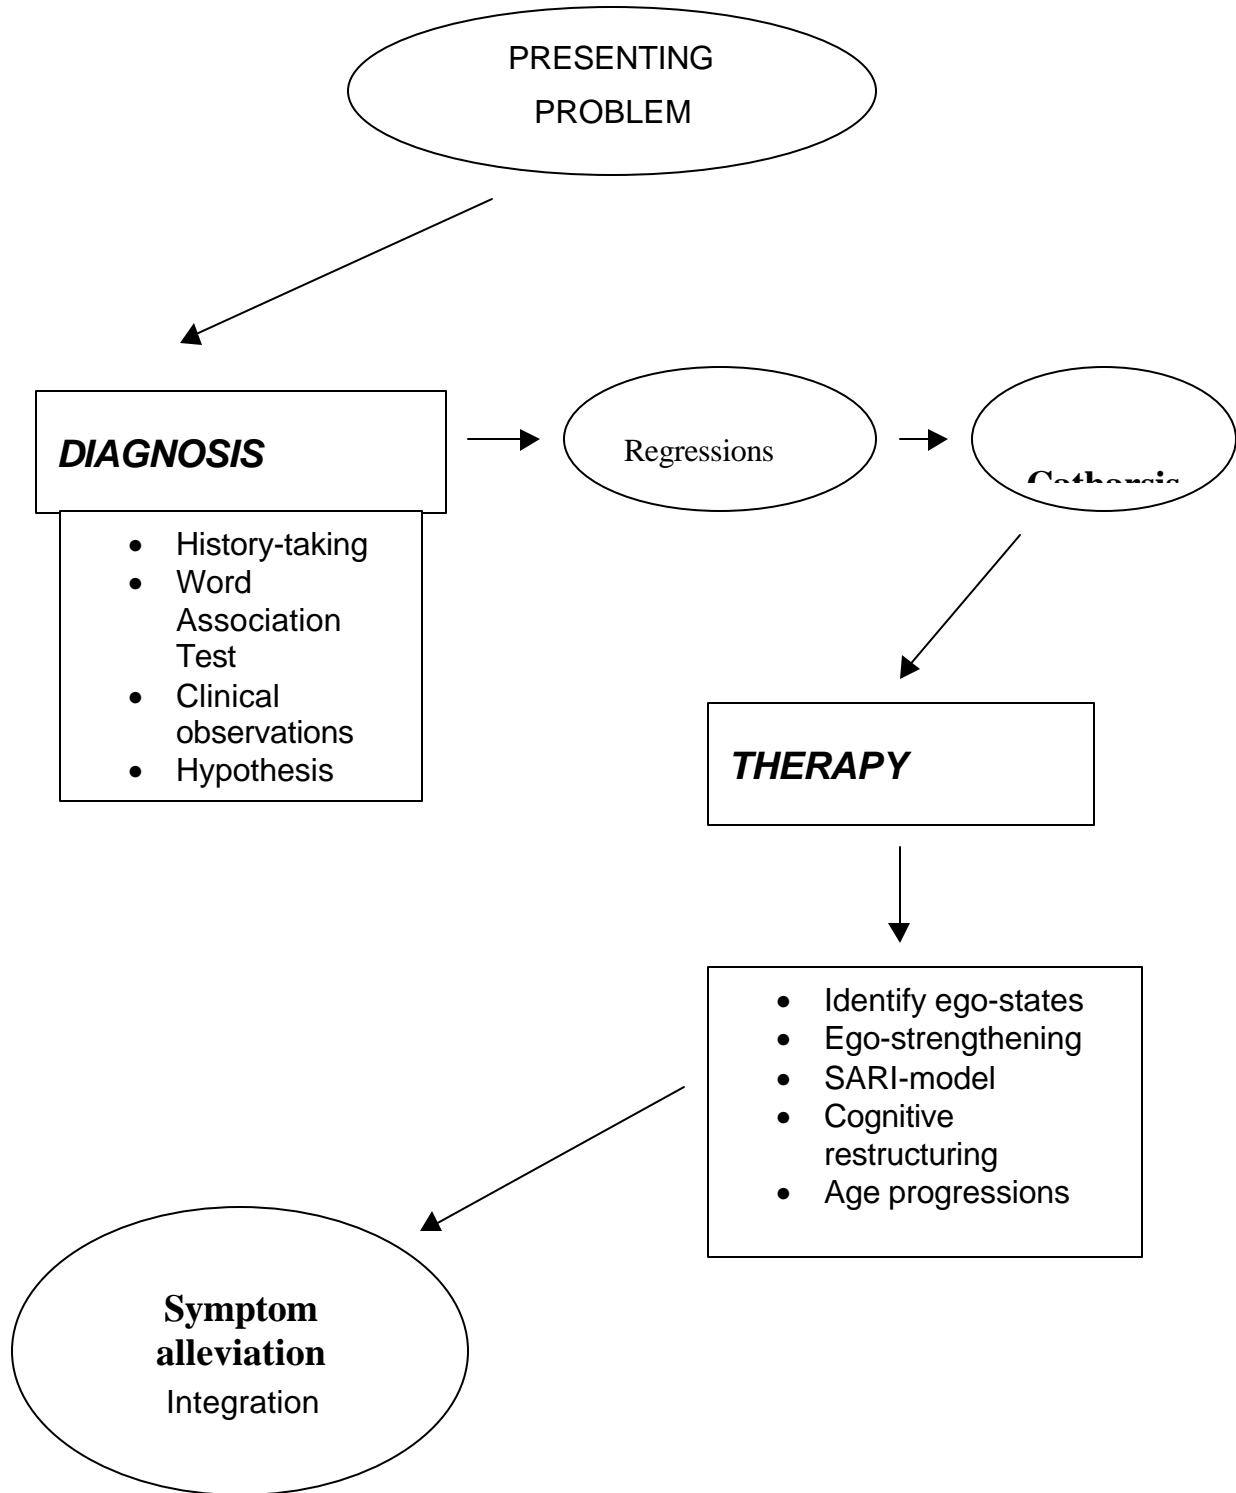 PRESENTING
PROBLEM
DIAGNOSIS
Regressions
Catharsis
• History-taking
• Word
Association
Test
• Clinical
observations
• Hypothesis
THERAPY
• Identify ego-states
• Ego-strengthening
• SARI-model
• Cognitive
restructuring
• Age progressions
Symptom
alleviation
Integration